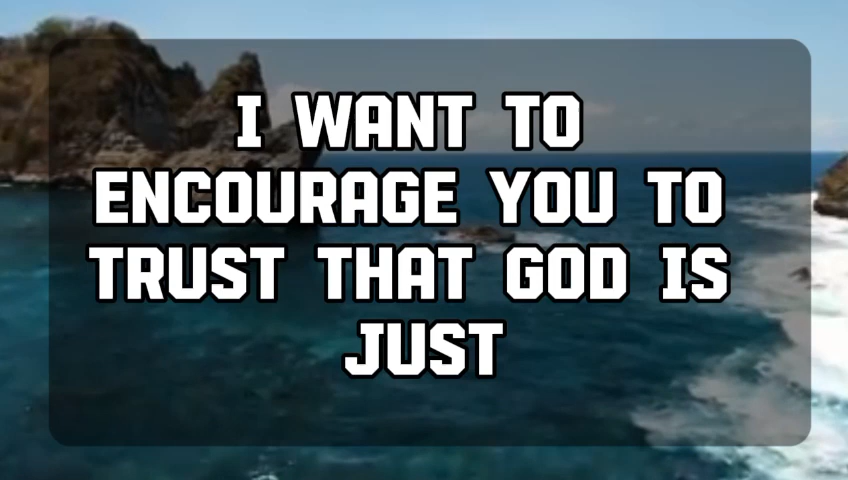 I WANT TO
ENCOURAGE YOU TO
TRUST THAT GOD IS
JUST